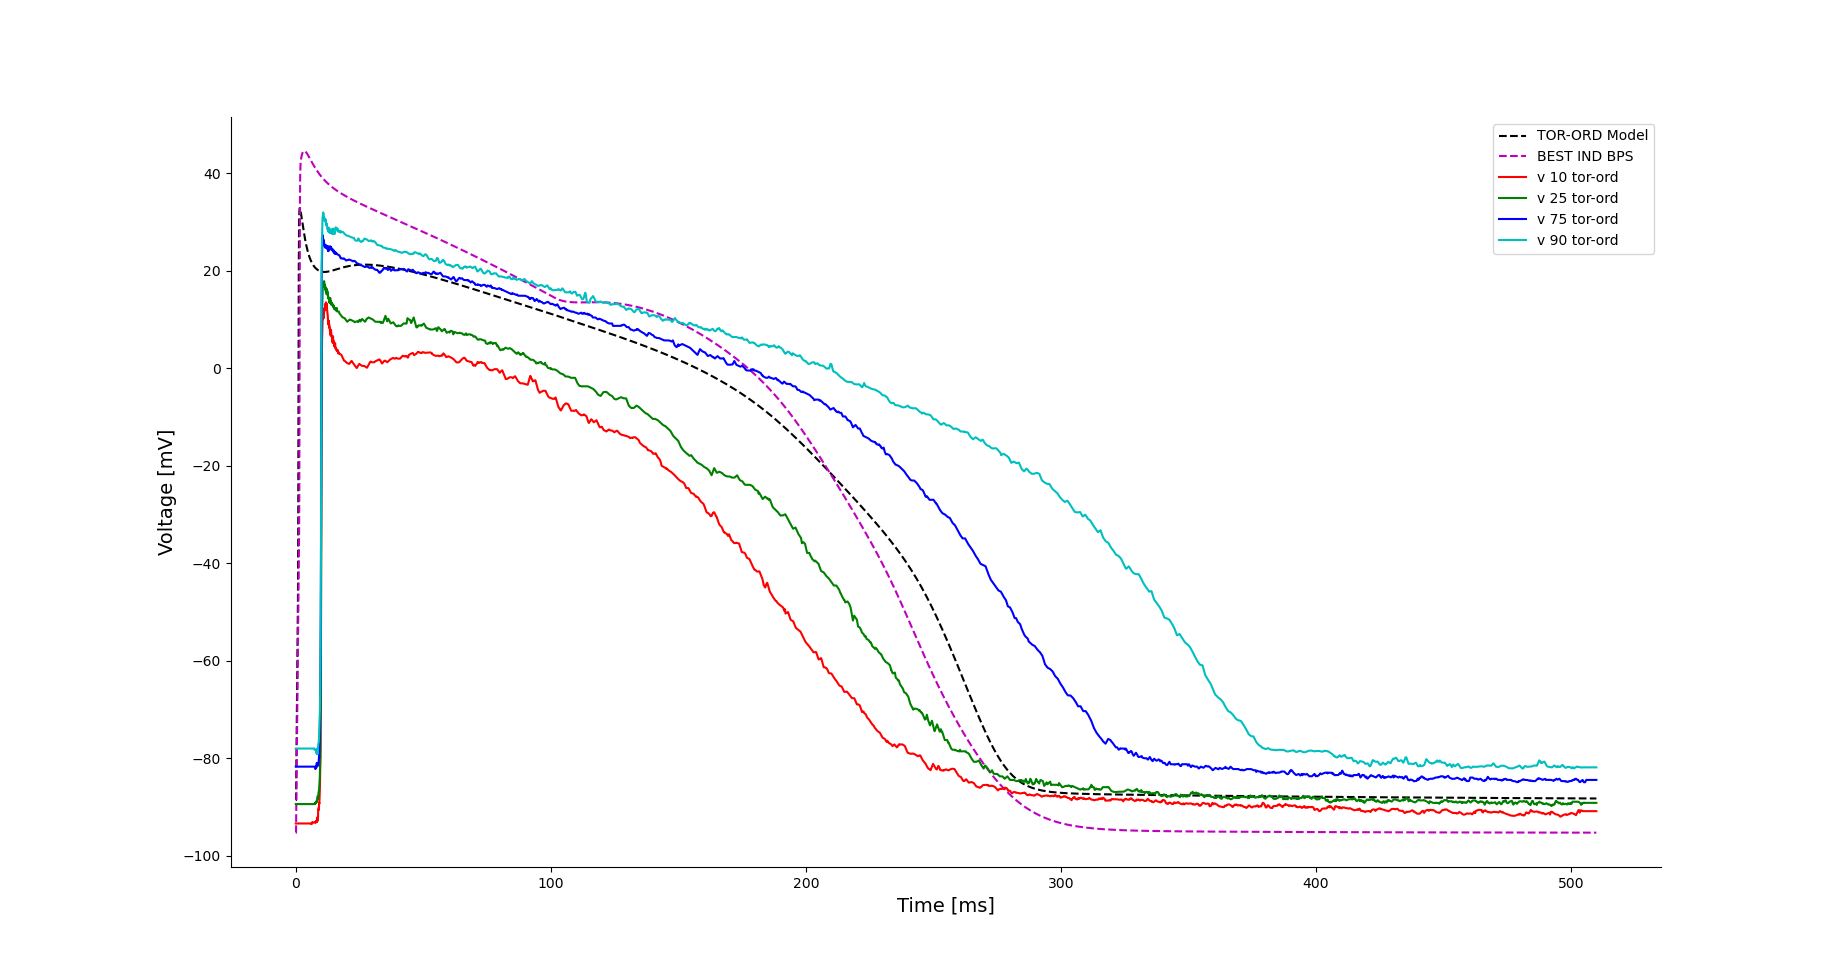 TOR-ORD Model
BEST IND BPS
v 10 tor-ord
v 25 tor-ord
v 75 tor-ord
v 90 tor-ord
Voltage [mV]
40
20
0
−20
−40
−60
−80
−100
0 100 200 300 400 500
Time [ms]